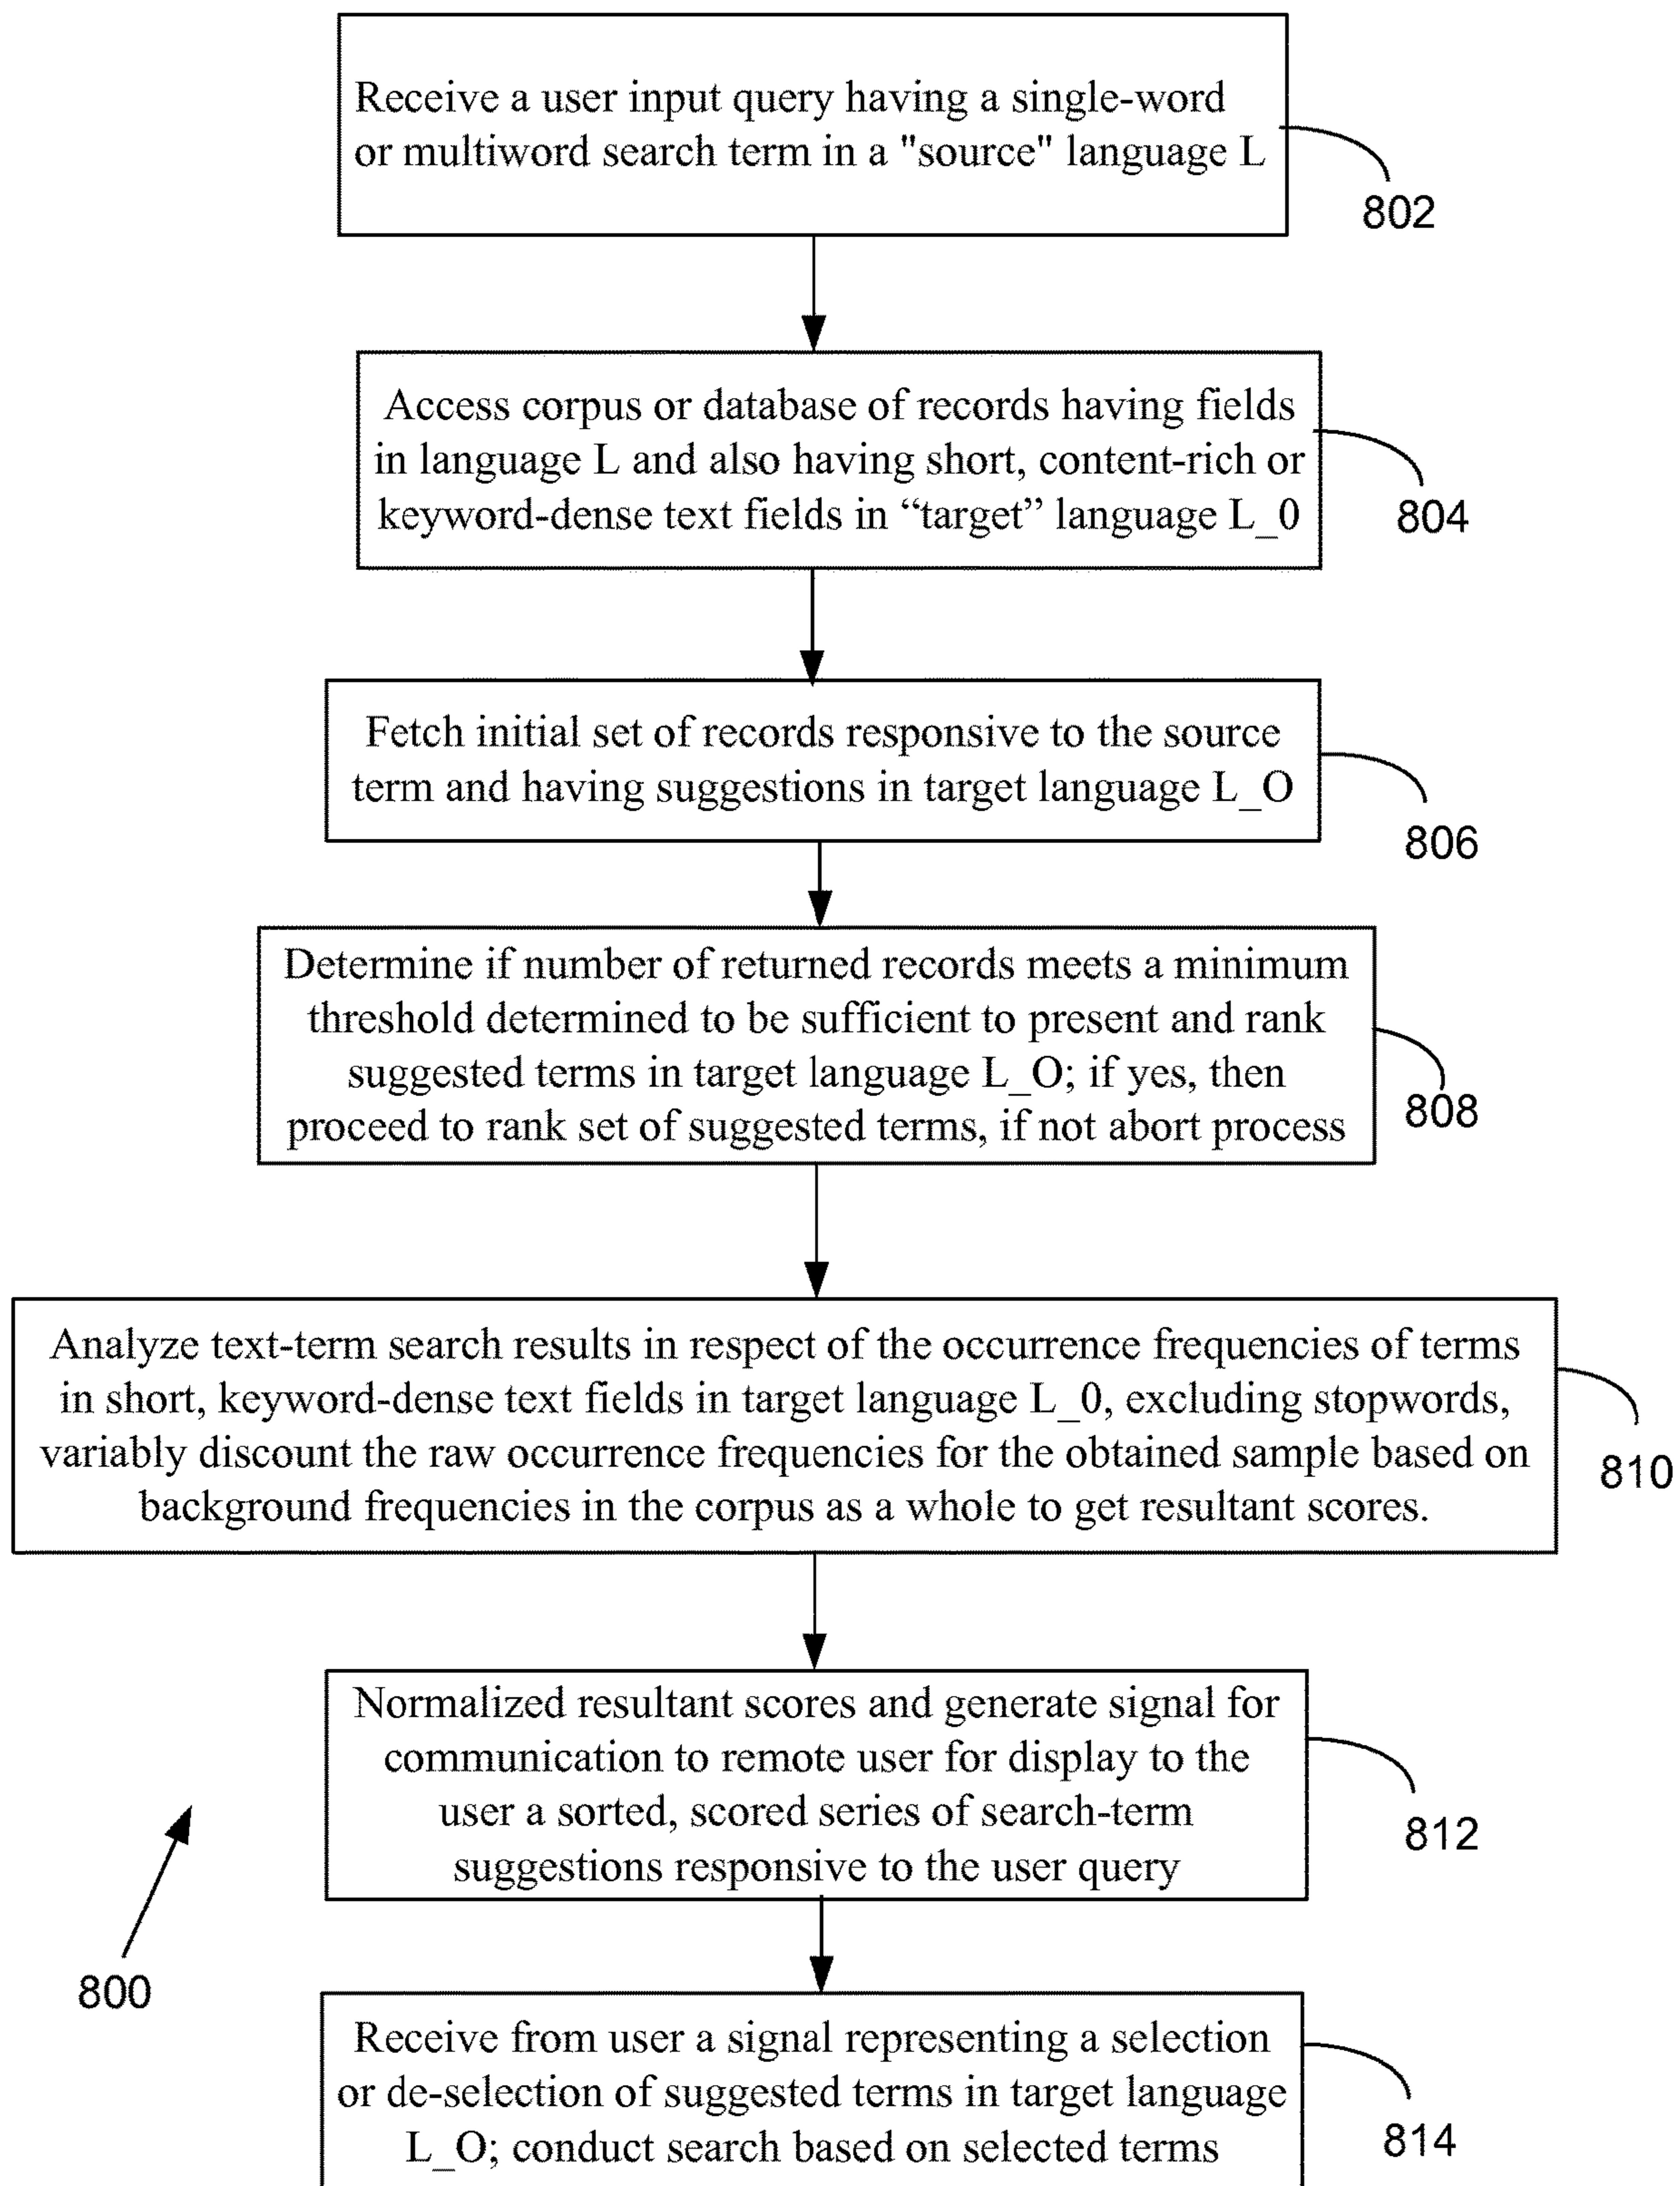 Receive a user input query having a single-word
or multiword search term in a "source" language L
802
Access corpus or database of records having fields
in language L and also having short, content-rich or
keyword-dense text fields in “target” language L_0
804
Fetch initial set of records responsive to the source
term and having suggestions in target language L_O
806
Determine if number of returned records meets a minimum
threshold determined to be sufficient to present and rank
suggested terms in target language L_O; if yes, then
proceed to rank set of suggested terms, if not abort process
808
Analyze text-term search results in respect of the occurrence frequencies of terms
in short, keyword-dense text fields in target language L_0, excluding stopwords,
variably discount the raw occurrence frequencies for the obtained sample based on
background frequencies in the corpus as a whole to get resultant scores.
810
Normalized resultant scores and generate signal for
communication to remote user for display to the
user a sorted, scored series of search-term
suggestions responsive to the user query
812
800
Receive from user a signal representing a selection
or de-selection of suggested terms in target language
L_O; conduct search based on selected terms
814